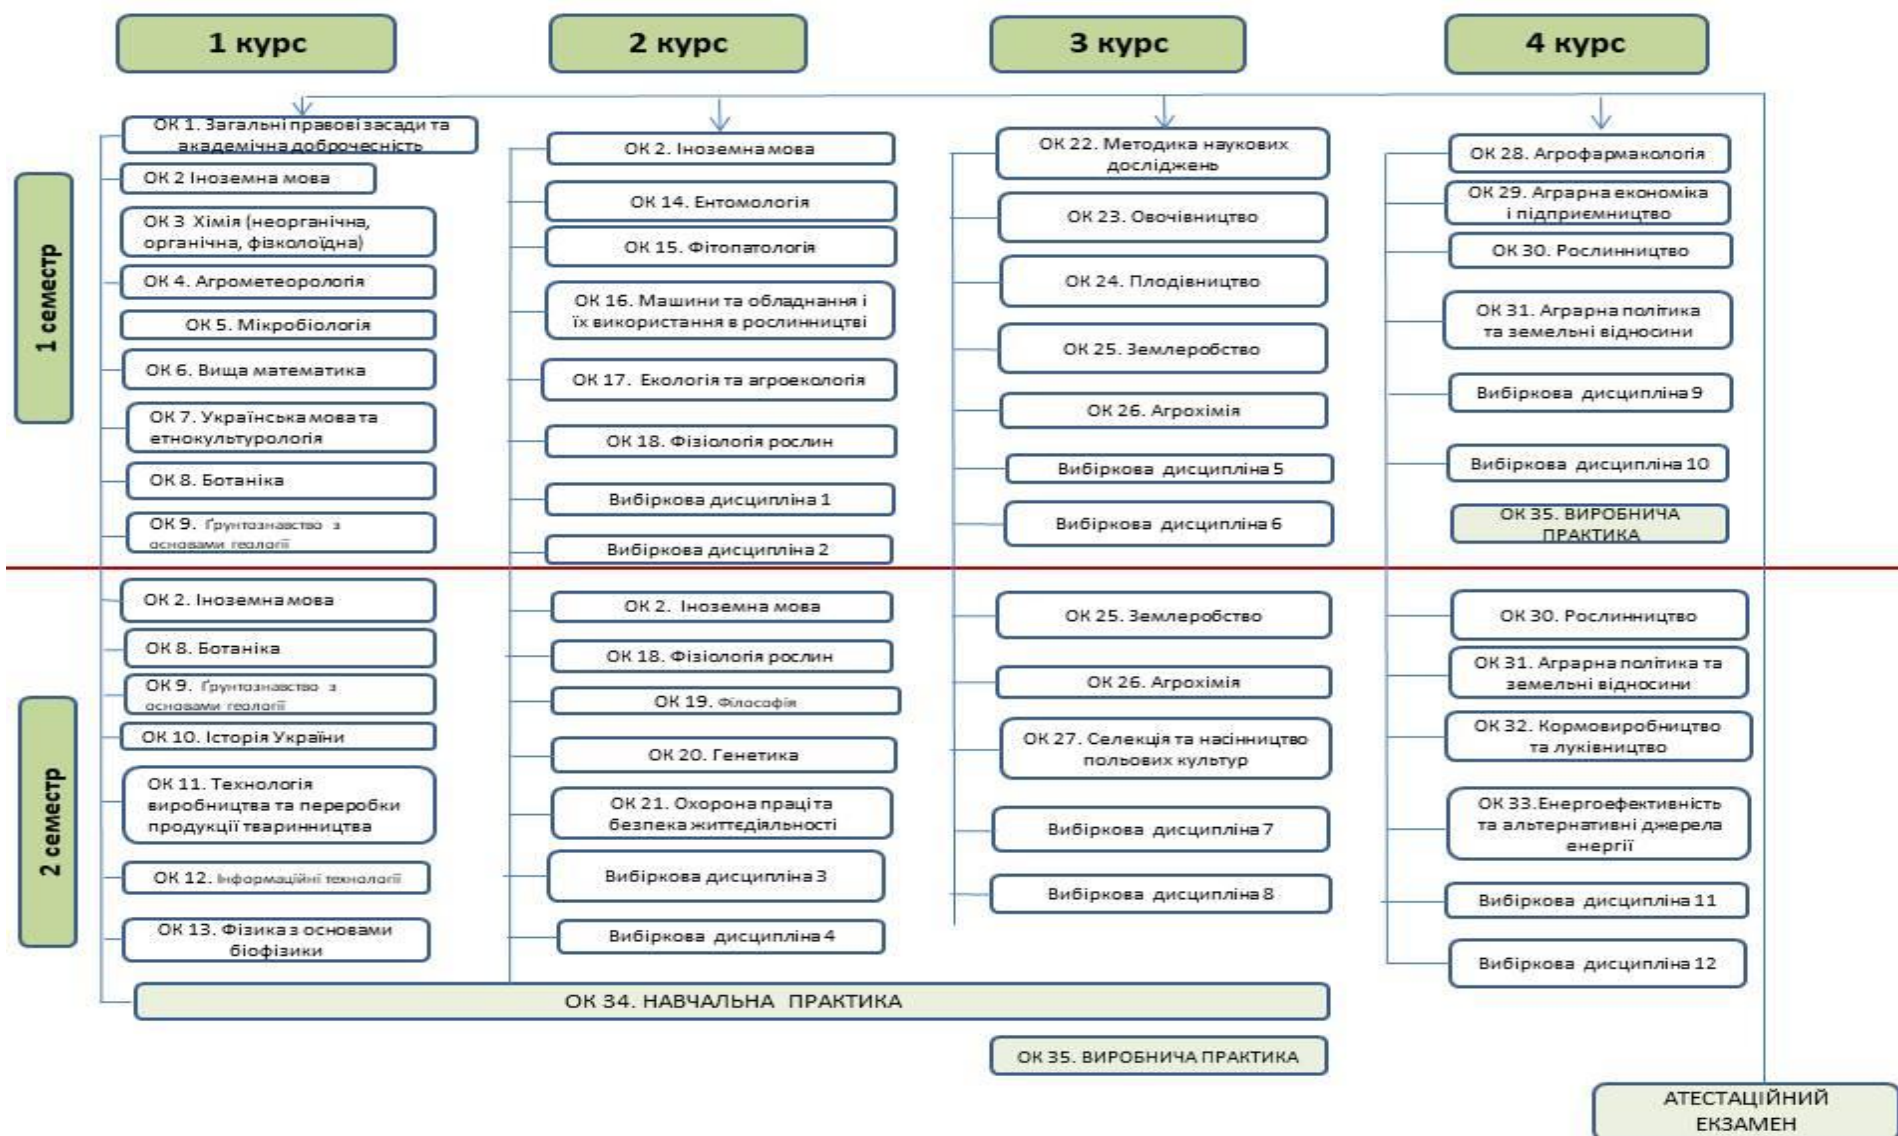 1 курс
2 курс
3 курс
4 курс
1 семестр
ОК 1. Загальні правові засади та
академічна доброчесність
ОК 2 Іноземна мова
ОК 3 Хімія (неорганічна,
органічна, фізколоїдна)
ОК 4. Агрометеорологія
ОК 5. Мікробіологія
ОК 6. Вища математика
ОК 7. Українська мова та
етнокультурологія
ОК 8. Ботаніка
ОК 9. Ґрунтознавство з
основами геології
ОК 2. Іноземна мова
ОК 14. Ентомологія
ОК 15. Фітопатологія
ОК 16. Машини та обладнання і
їх використання в рослинництві
ОК 17. Екологія та агроекологія
ОК 18. Фізіологія рослин
Вибіркова дисципліна 1
Вибіркова дисципліна 2
ОК 22. Методика наукових
досліджень
ОК 23. Овочівництво
ОК 24. Плодівництво
ОК 25. Землеробство
ОК 26. Агрохімія
Вибіркова дисципліна 5
Вибіркова дисципліна 6
ОК 28. Агрофармакологія
ОК 29. Аграрна економіка
і підприємництво
ОК 30. Рослинництво
ОК 31. Аграрна політика
та земельні відносини
Вибіркова дисципліна 9
Вибіркова дисципліна 10
ОК 35. ВИРОБНИЧА
ПРАКТИКА
2 семестр
ОК 2. Іноземна мова
ОК 8. Ботаніка
ОК 9. Ґрунтознавство з
основами геології
ОК 10. Історія України
ОК 11. Технологія
виробництва та переробки
продукції тваринництва
ОК 12. Інформаційні технології
ОК 13. Фізика з основами
біофізики
ОК 2. Іноземна мова
ОК 18. Фізіологія рослин
ОК 19. Філософія
ОК 20. Генетика
ОК 21. Охорона праці та
безпека життєдіяльності
Вибіркова дисципліна 3
Вибіркова дисципліна 4
ОК 25. Землеробство
ОК 26. Агрохімія
ОК 27. Селекція та насінництво
польових культур
Вибіркова дисципліна 7
Вибіркова дисципліна 8
ОК 30. Рослинництво
ОК 31. Аграрна політика та
земельні відносини
ОК 32. Кормовиробництво
та луківництво
ОК 33.Енергоефективність
та альтернативні джерела
енергії
Вибіркова дисципліна 11
Вибіркова дисципліна 12
ОК 34. НАВЧАЛЬНА ПРАКТИКА
ОК 35. ВИРОБНИЧА ПРАКТИКА
АТЕСТАЦІЙНИЙ
ЕКЗАМЕН